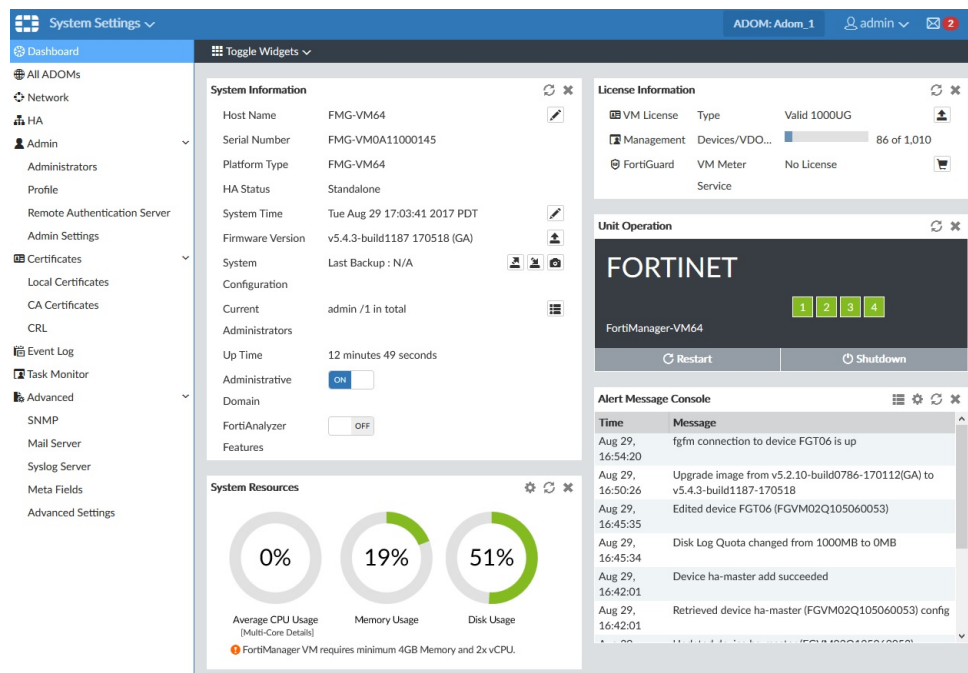 System Settings
ADOM: Adom_1
admin
2
Dashboard
All ADOMs
Network
HA
Admin
Administrators
Profile
Remote Authentication Server
Admin Settings
Certificates
Local Certificates
CA Certificates
CRL
Event Log
Task Monitor
Advanced
SNMP
Mail Server
Syslog Server
Meta Fields
Advanced Settings
Toggle Widgets
System Information
Host Name FMG-VM64
Serial Number FMG-VM0A11000145
Platform Type FMG-VM64
HA Status Standalone
System Time Tue Aug 29 17:03:41 2017 PDT
Firmware Version v5.4.3-build1187 170518 (GA)
System Last Backup : N/A
Configuration
Current admin /1 in total
Administrators
Up Time 12 minutes 49 seconds
Administrative ON
Domain
FortiAnalyzer OFF
Features
System Resources
0% 19% 51%
Average CPU Usage Memory Usage Disk Usage
[Multi-Core Details]
FortiManager VM requires minimum 4GB Memory and 2x vCPU.
License Information
VM License Type Valid 1000UG
Management Devices/VDO... 86 of 1,010
FortiGuard VM Meter No License
Service
Unit Operation
FORTINET
1 2 3 4
FortiManager-VM64
Restart Shutdown
Alert Message Console
Time Message
Aug 29, fgfm connection to device FGT06 is up
16:54:20
Aug 29, Upgrade image from v5.2.10-build0786-170112(GA) to
16:50:26 v5.4.3-build1187-170518
Aug 29, Edited device FGT06 (FGVM02Q105060053)
16:45:35
Aug 29, Disk Log Quota changed from 1000MB to 0MB
16:45:34
Aug 29, Device ha-master add succeeded
16:42:01
Aug 29, Retrieved device ha-master (FGVM02Q105060053) config
16:42:01